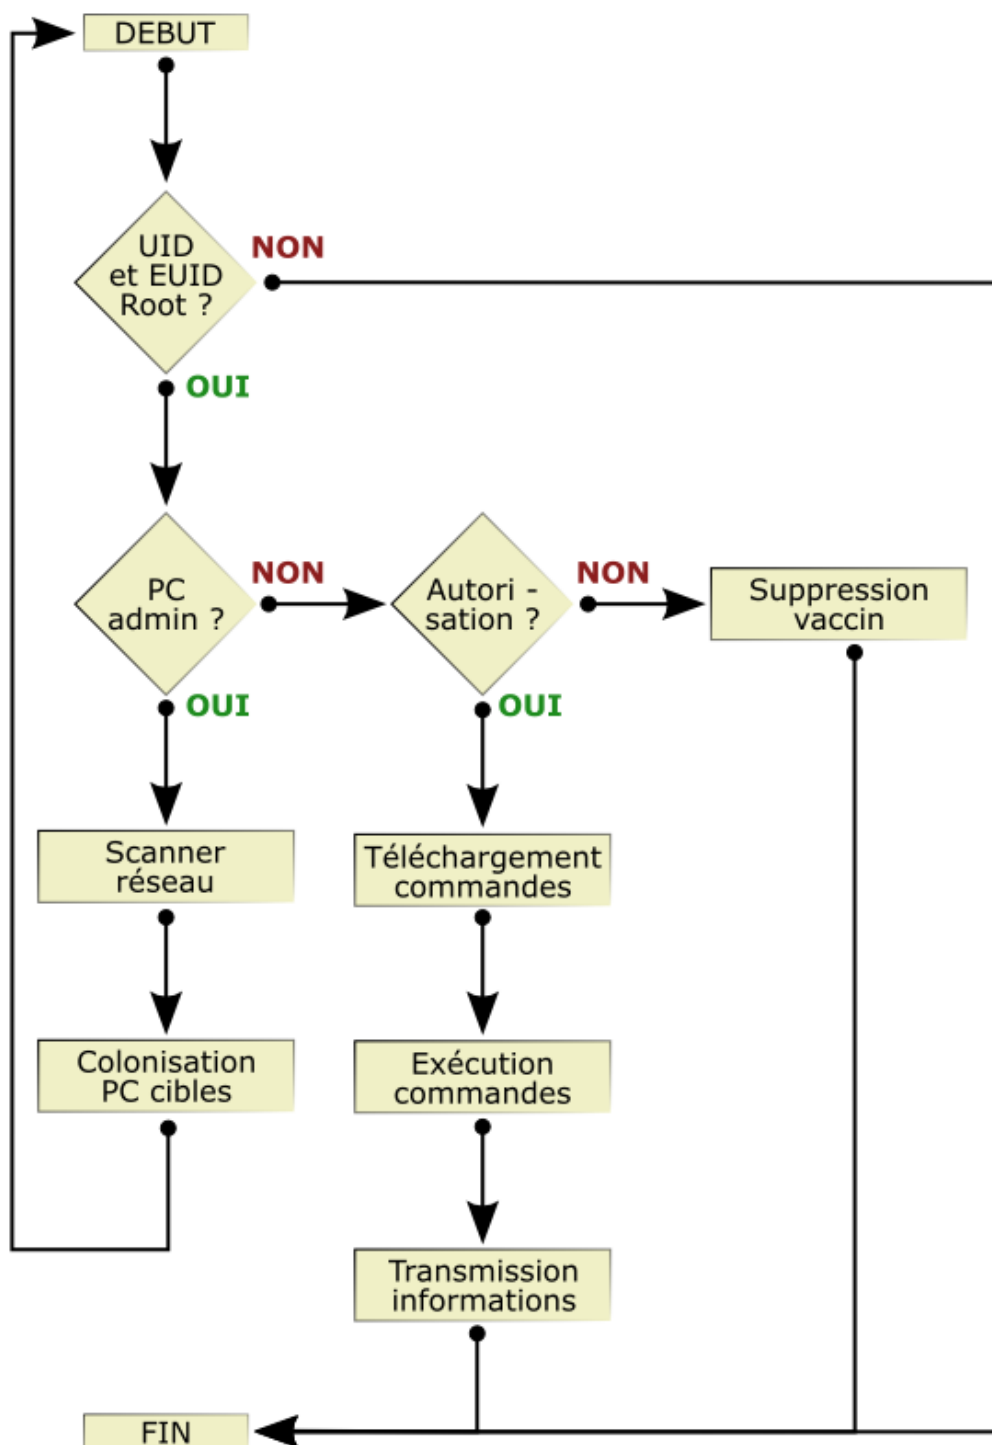 DEBUT
UID
et EUID
Root ?
NON
OUI
PC
admin ?
NON
Autori -
sation ?
NON
Suppression
vaccin
OUI
OUI
Scanner
réseau
Téléchargement
commandes
Colonisation
PC cibles
Exécution
commandes
Transmission
informations
FIN